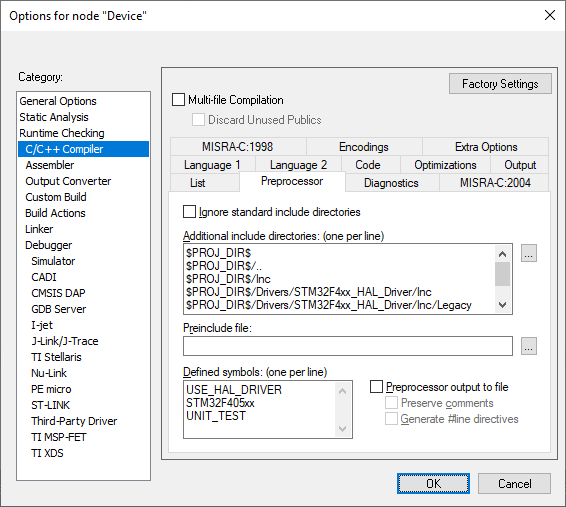 Options for node "Device"
Category:
General Options
Static Analysis
Runtime Checking
C/C++ Compiler
Assembler
Output Converter
Custom Build
Build Actions
Linker
Debugger
Simulator
CADI
CMSIS DAP
GDB Server
I-jet
J-Link/J-Trace
TI Stellaris
Nu-Link
PE micro
ST-LINK
Third-Party Driver
TI MSP-FET
TI XDS
Factory Settings
Multi-file Compilation
Discard Unused Publics
MISRA-C:1998 Encodings Extra Options
Language 1 Language 2 Code Optimizations Output
List Preprocessor Diagnostics MISRA-C:2004
Ignore standard include directories
Additional include directories: (one per line)
$PROJ_DIR$
$PROJ_DIR$/..
$PROJ_DIR$/Inc
$PROJ_DIR$/Drivers/STM32F4xx_HAL_Driver/Inc
$PROJ_DIR$/Drivers/STM32F4xx_HAL_Driver/Inc/Legacy
...
Preinclude file:
...
Defined symbols: (one per line)
USE_HAL_DRIVER
STM32F405xx
UNIT_TEST
Preprocessor output to file
Preserve comments
Generate #line directives
OK Cancel